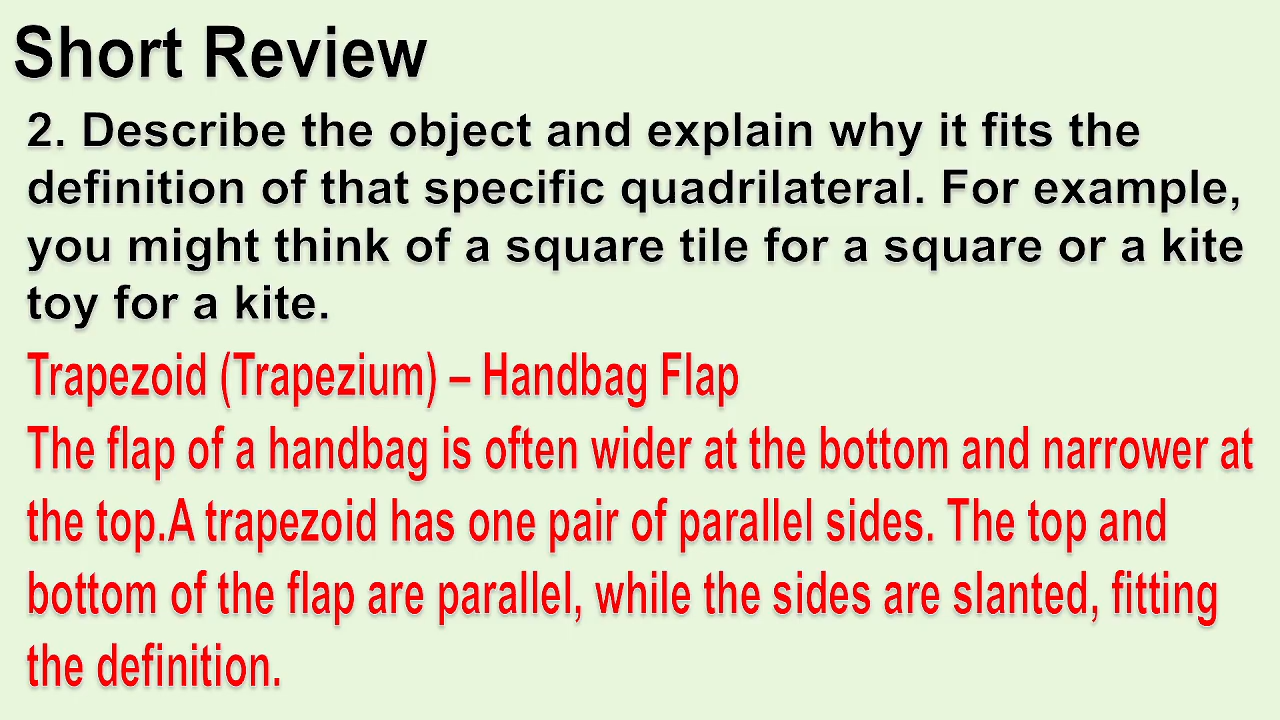 Short Review
2. Describe the object and explain why it fits the
definition of that specific quadrilateral. For example,
you might think of a square tile for a square or a kite
toy for a kite.
Trapezoid (Trapezium) – Handbag Flap
The flap of a handbag is often wider at the bottom and narrower at
the top.A trapezoid has one pair of parallel sides. The top and
bottom of the flap are parallel, while the sides are slanted, fitting
the definition.